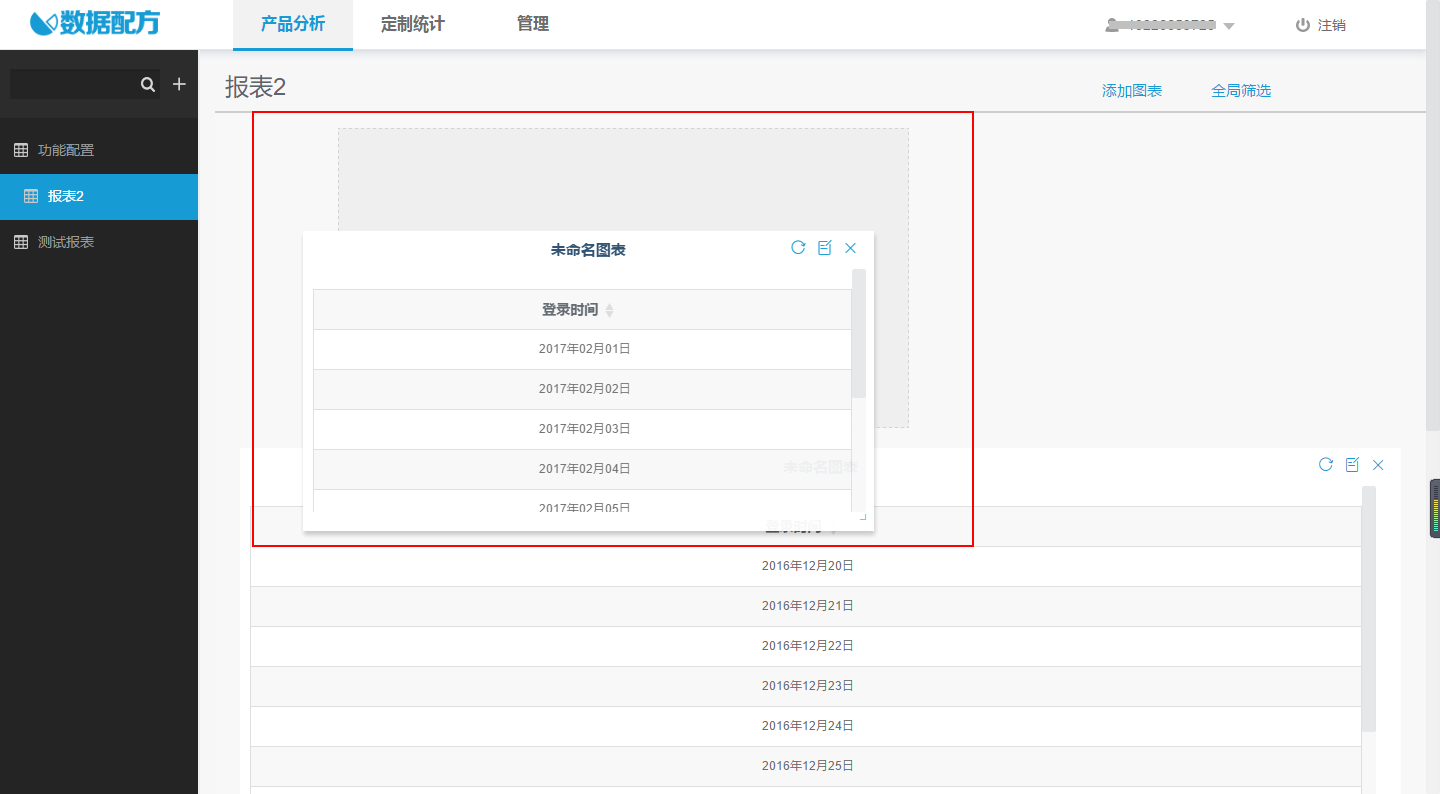 数据配方
产品分析 定制统计 管理
注销
报表2
添加图表 全局筛选
功能配置
报表2
测试报表
未命名图表
登录时间
2017年02月01日
2017年02月02日
2017年02月03日
2017年02月04日
2017年02月05日
未命名图表
登录时间
2016年12月20日
2016年12月21日
2016年12月22日
2016年12月23日
2016年12月24日
2016年12月25日